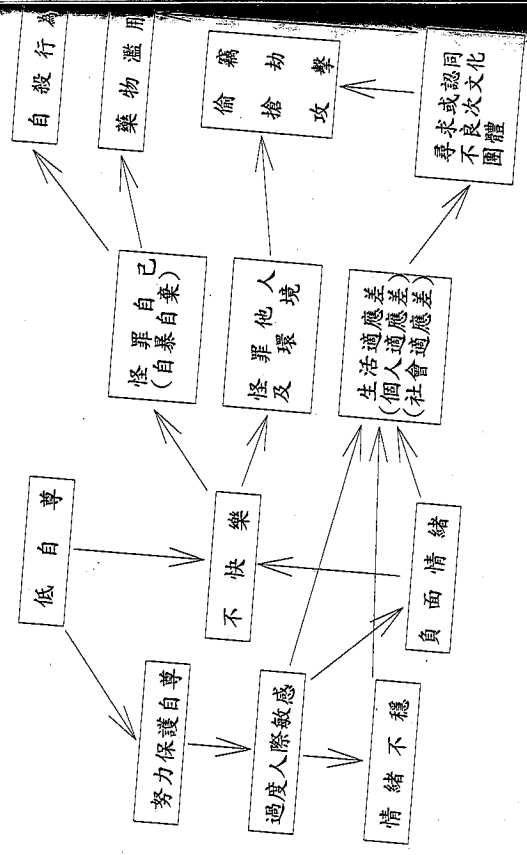 低自尊
努力保護自尊
不快樂
過度人際敏感
負面情緒
情緒不穩
怪罪自己
(自暴自棄)
怪罪他人
及環境
生活適應差
(個人適應差)
(社會適應差)
自殺行為
藥物濫用
偷竊
搶劫
攻擊
尋求或認同
不良次文化
團體